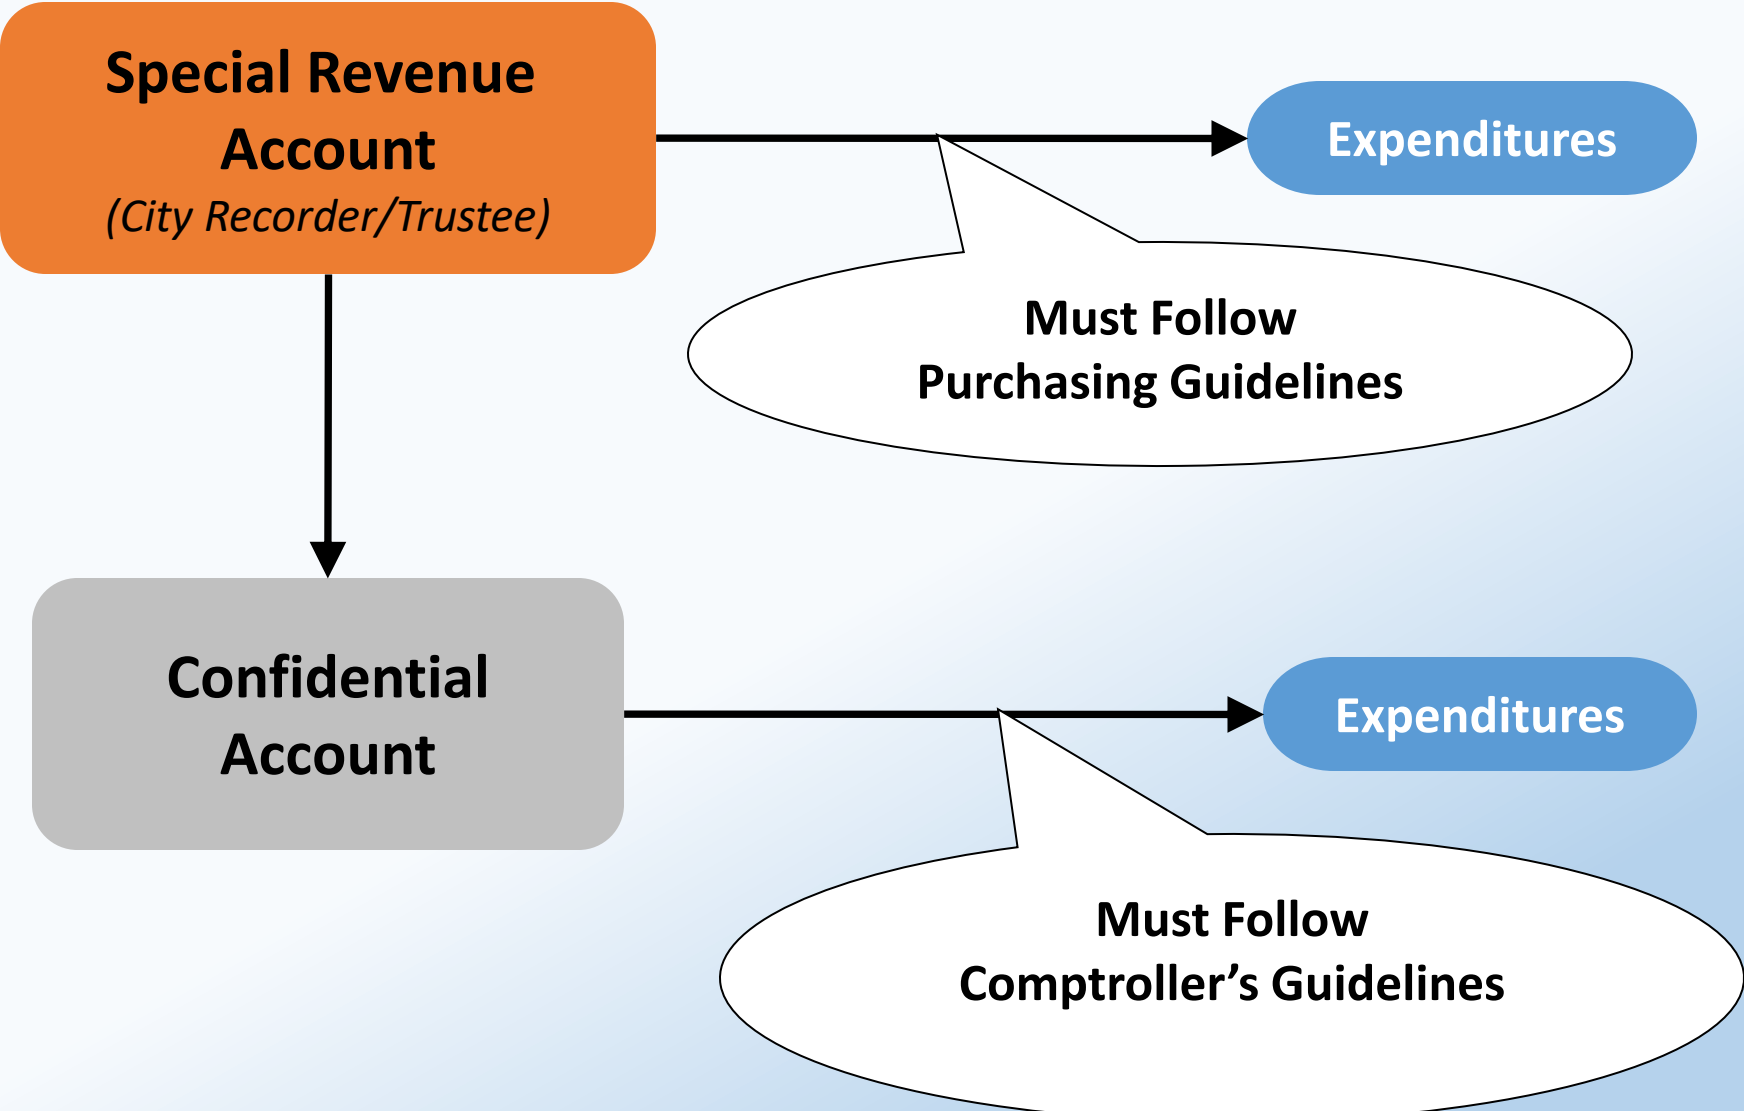 Special Revenue
Account
(City Recorder/Trustee)
Expenditures
Must Follow
Purchasing Guidelines
Confidential
Account
Expenditures
Must Follow
Comptroller’s Guidelines